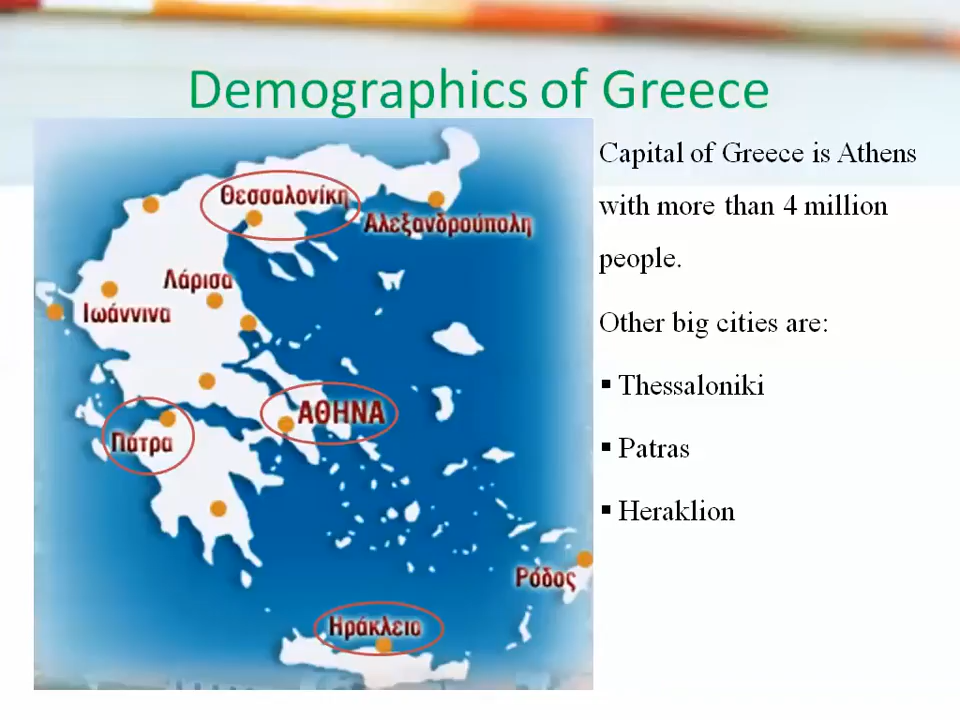 Demographics of Greece
Θεσσαλονίκη
Αλεξανδρούπολη
Λάρισα
Ιωάννινα
ΑΘΗΝΑ
Πάτρα
Ρόδος
Ηράκλειο
Capital of Greece is Athens
with more than 4 million
people.
Other big cities are:
▪ Thessaloniki
▪ Patras
▪ Heraklion